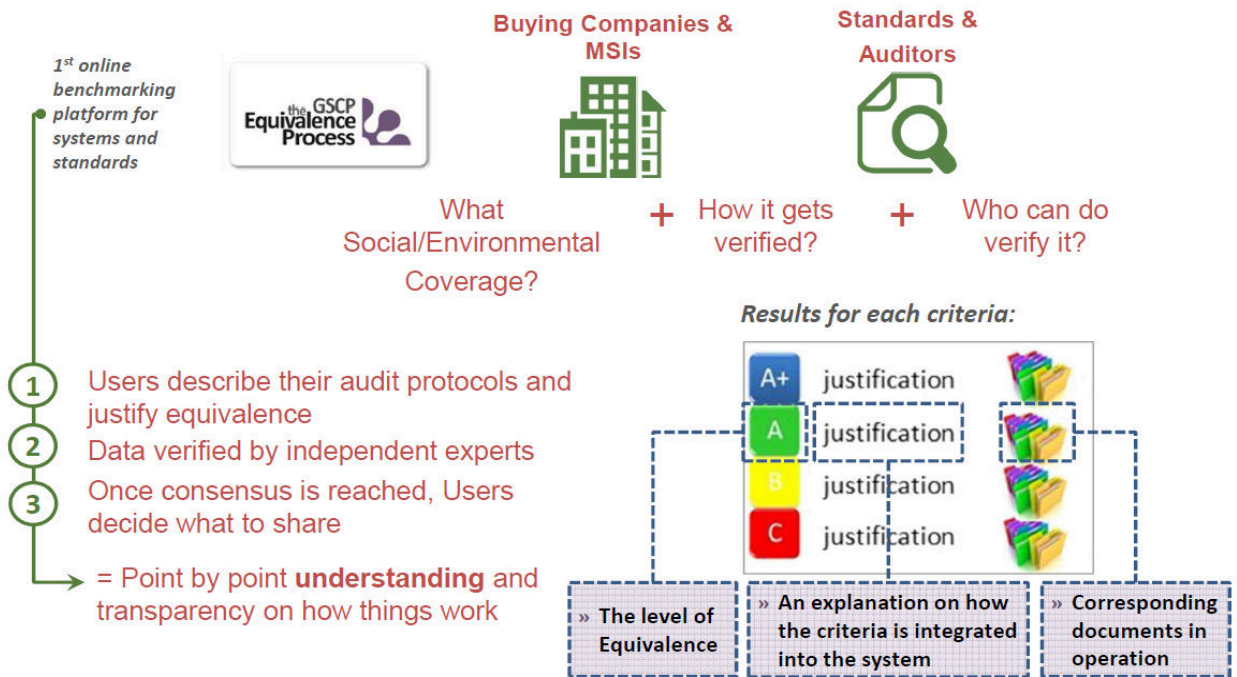 1st online
benchmarking
platform for
systems and
standards
the GSCP
Equivalence
Process
Buying Companies &
MSIs
Standards &
Auditors
What
Social/Environmental
Coverage?
+
How it gets
verified?
+
Who can do
verify it?
Results for each criteria:
A+ justification
A justification
B justification
C justification
1 Users describe their audit protocols and
justify equivalence
2 Data verified by independent experts
3 Once consensus is reached, Users
decide what to share
= Point by point understanding and
transparency on how things work
» The level of
Equivalence
» An explanation on how
the criteria is integrated
into the system
» Corresponding
documents in
operation